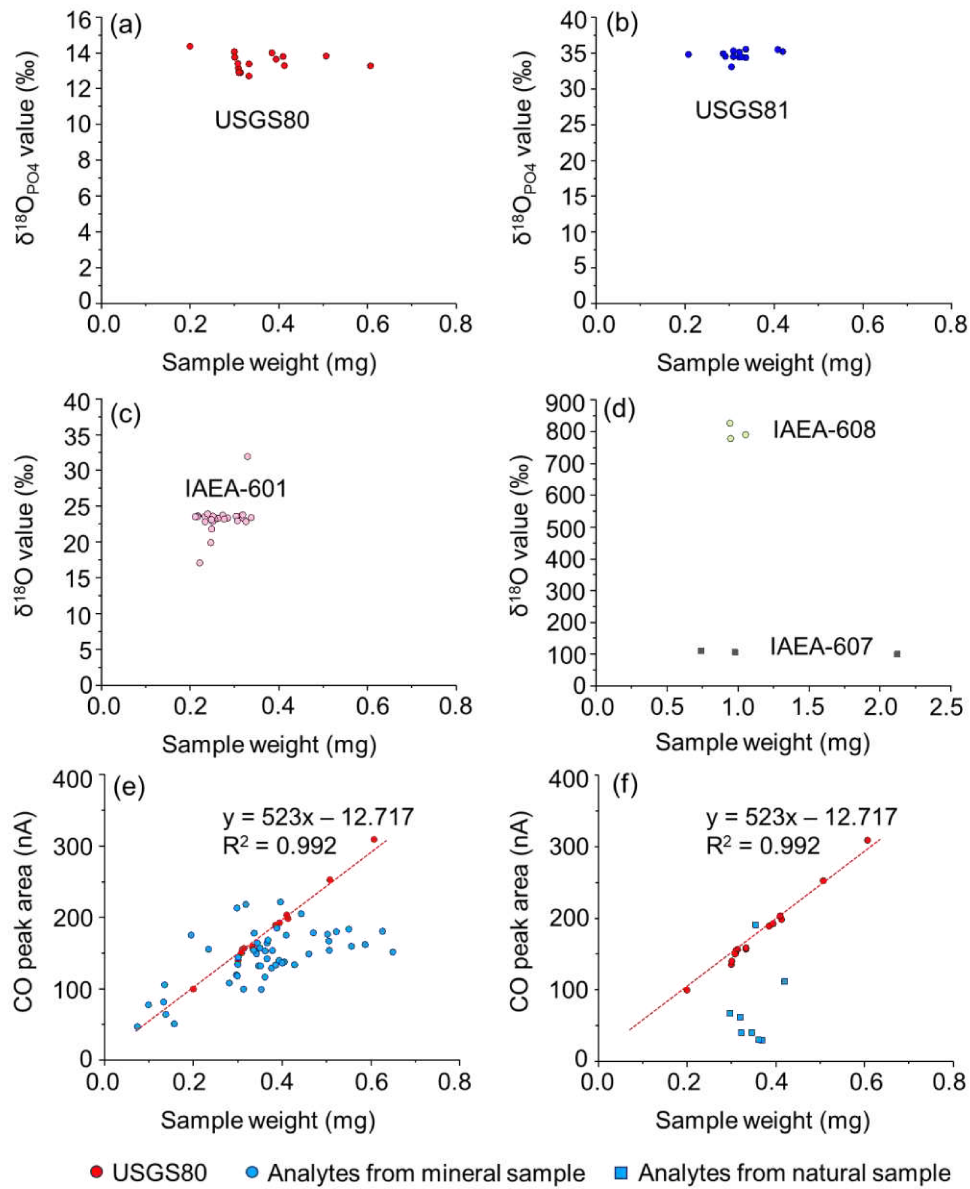 (a)
16
14
12
10
8
6
4
2
0
δ¹⁸O_PO4 value (‰)
USGS80
0.0 0.2 0.4 0.6 0.8
Sample weight (mg)
(b)
40
35
30
25
20
15
10
5
0
δ¹⁸O_PO4 value (‰)
USGS81
0.0 0.2 0.4 0.6 0.8
Sample weight (mg)
(c)
40
35
30
25
20
15
10
5
0
δ¹⁸O value (‰)
IAEA-601
0.0 0.2 0.4 0.6 0.8
Sample weight (mg)
(d)
900
800
700
600
500
400
300
200
100
0
δ¹⁸O value (‰)
IAEA-608
IAEA-607
0.0 0.5 1.0 1.5 2.0 2.5
Sample weight (mg)
(e)
400
300
200
100
0
CO peak area (nA)
y = 523x – 12.717
R² = 0.992
0.0 0.2 0.4 0.6 0.8
Sample weight (mg)
(f)
400
300
200
100
0
CO peak area (nA)
y = 523x – 12.717
R² = 0.992
0.0 0.2 0.4 0.6 0.8
Sample weight (mg)
USGS80 Analytes from mineral sample Analytes from natural sample